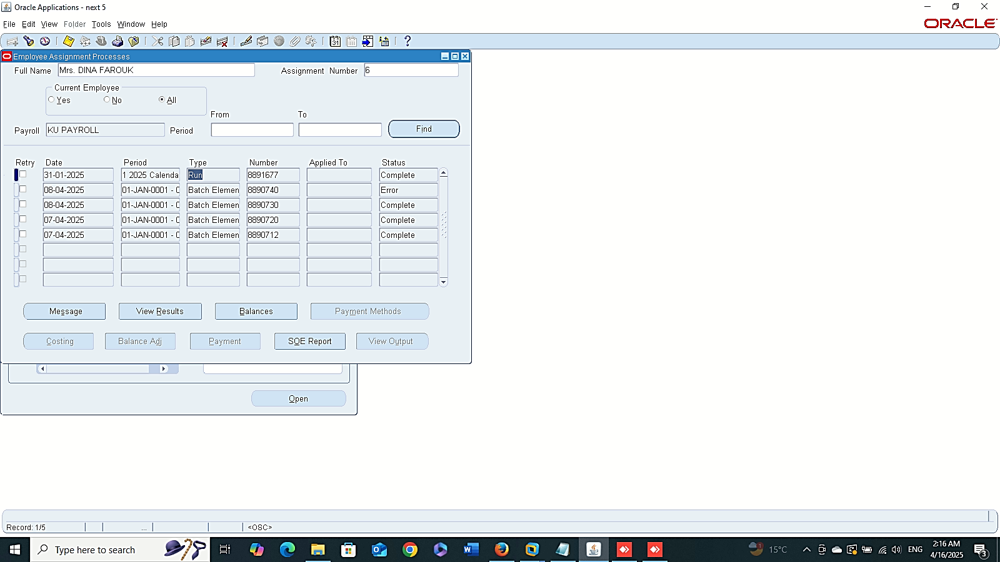 Oracle Applications - next 5
File Edit View Folder Tools Window Help
ORACLE
Employee Assignment Processes
Full Name Mrs. DINA FAROUK Assignment Number 6
Current Employee
Yes No All
From To
Payroll KU PAYROLL Period Find
Retry Date Period Type Number Applied To Status
31-01-2025 1 2025 Calenda Run 8891677 Complete
08-04-2025 01-JAN-0001 - 0 Batch Elemen 8890740 Error
08-04-2025 01-JAN-0001 - 0 Batch Elemen 8890730 Complete
07-04-2025 01-JAN-0001 - 0 Batch Elemen 8890720 Complete
07-04-2025 01-JAN-0001 - 0 Batch Elemen 8890712 Complete
Message View Results Balances Payment Methods
Costing Balance Adj Payment SOE Report View Output
Open
Record: 1/5 ... <OSC>
Type here to search 15°C ENG 2:16 AM
4/16/2025 3